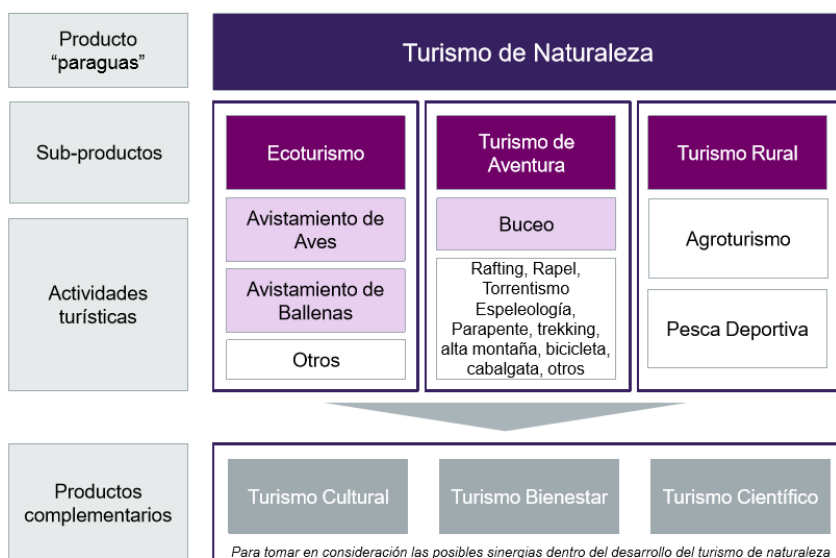 Producto
“paraguas”
Turismo de Naturaleza
Sub-productos
Ecoturismo
Turismo de
Aventura
Turismo Rural
Actividades
turísticas
Avistamiento de
Aves
Avistamiento de
Ballenas
Otros
Buceo
Rafting, Rapel,
Torrentismo
Espeleología,
Parapente, trekking,
alta montaña, bicicleta,
cabalgata, otros
Agroturismo
Pesca Deportiva
Productos
complementarios
Turismo Cultural
Turismo Bienestar
Turismo Científico
Para tomar en consideración las posibles sinergias dentro del desarrollo del turismo de naturaleza